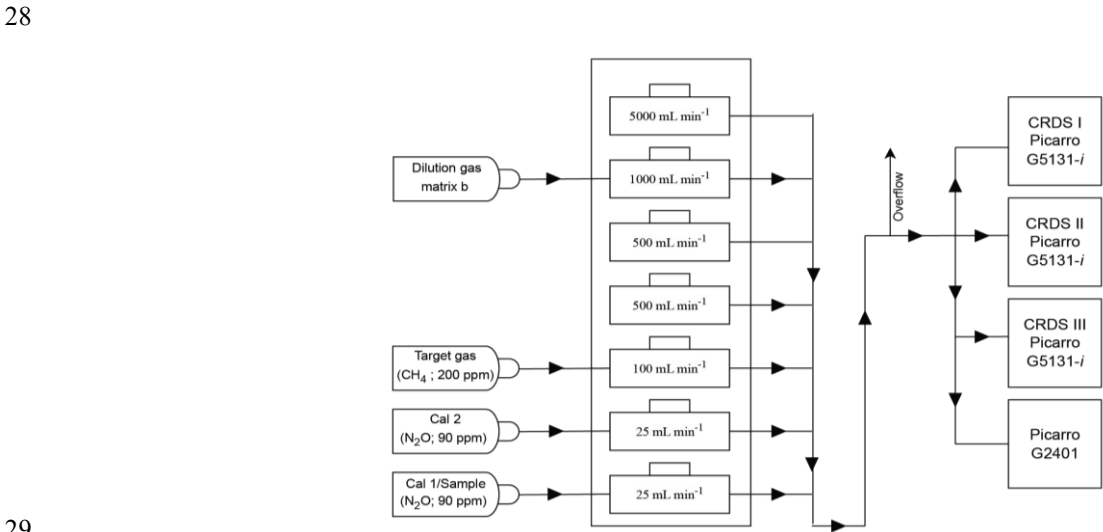 28
Dilution gas
matrix b
Target gas
(CH₄ ; 200 ppm)
Cal 2
(N₂O; 90 ppm)
Cal 1/Sample
(N₂O; 90 ppm)
5000 mL min⁻¹
1000 mL min⁻¹
500 mL min⁻¹
500 mL min⁻¹
100 mL min⁻¹
25 mL min⁻¹
25 mL min⁻¹
Overflow
CRDS I
Picarro
G5131-i
CRDS II
Picarro
G5131-i
CRDS III
Picarro
G5131-i
Picarro
G2401
29